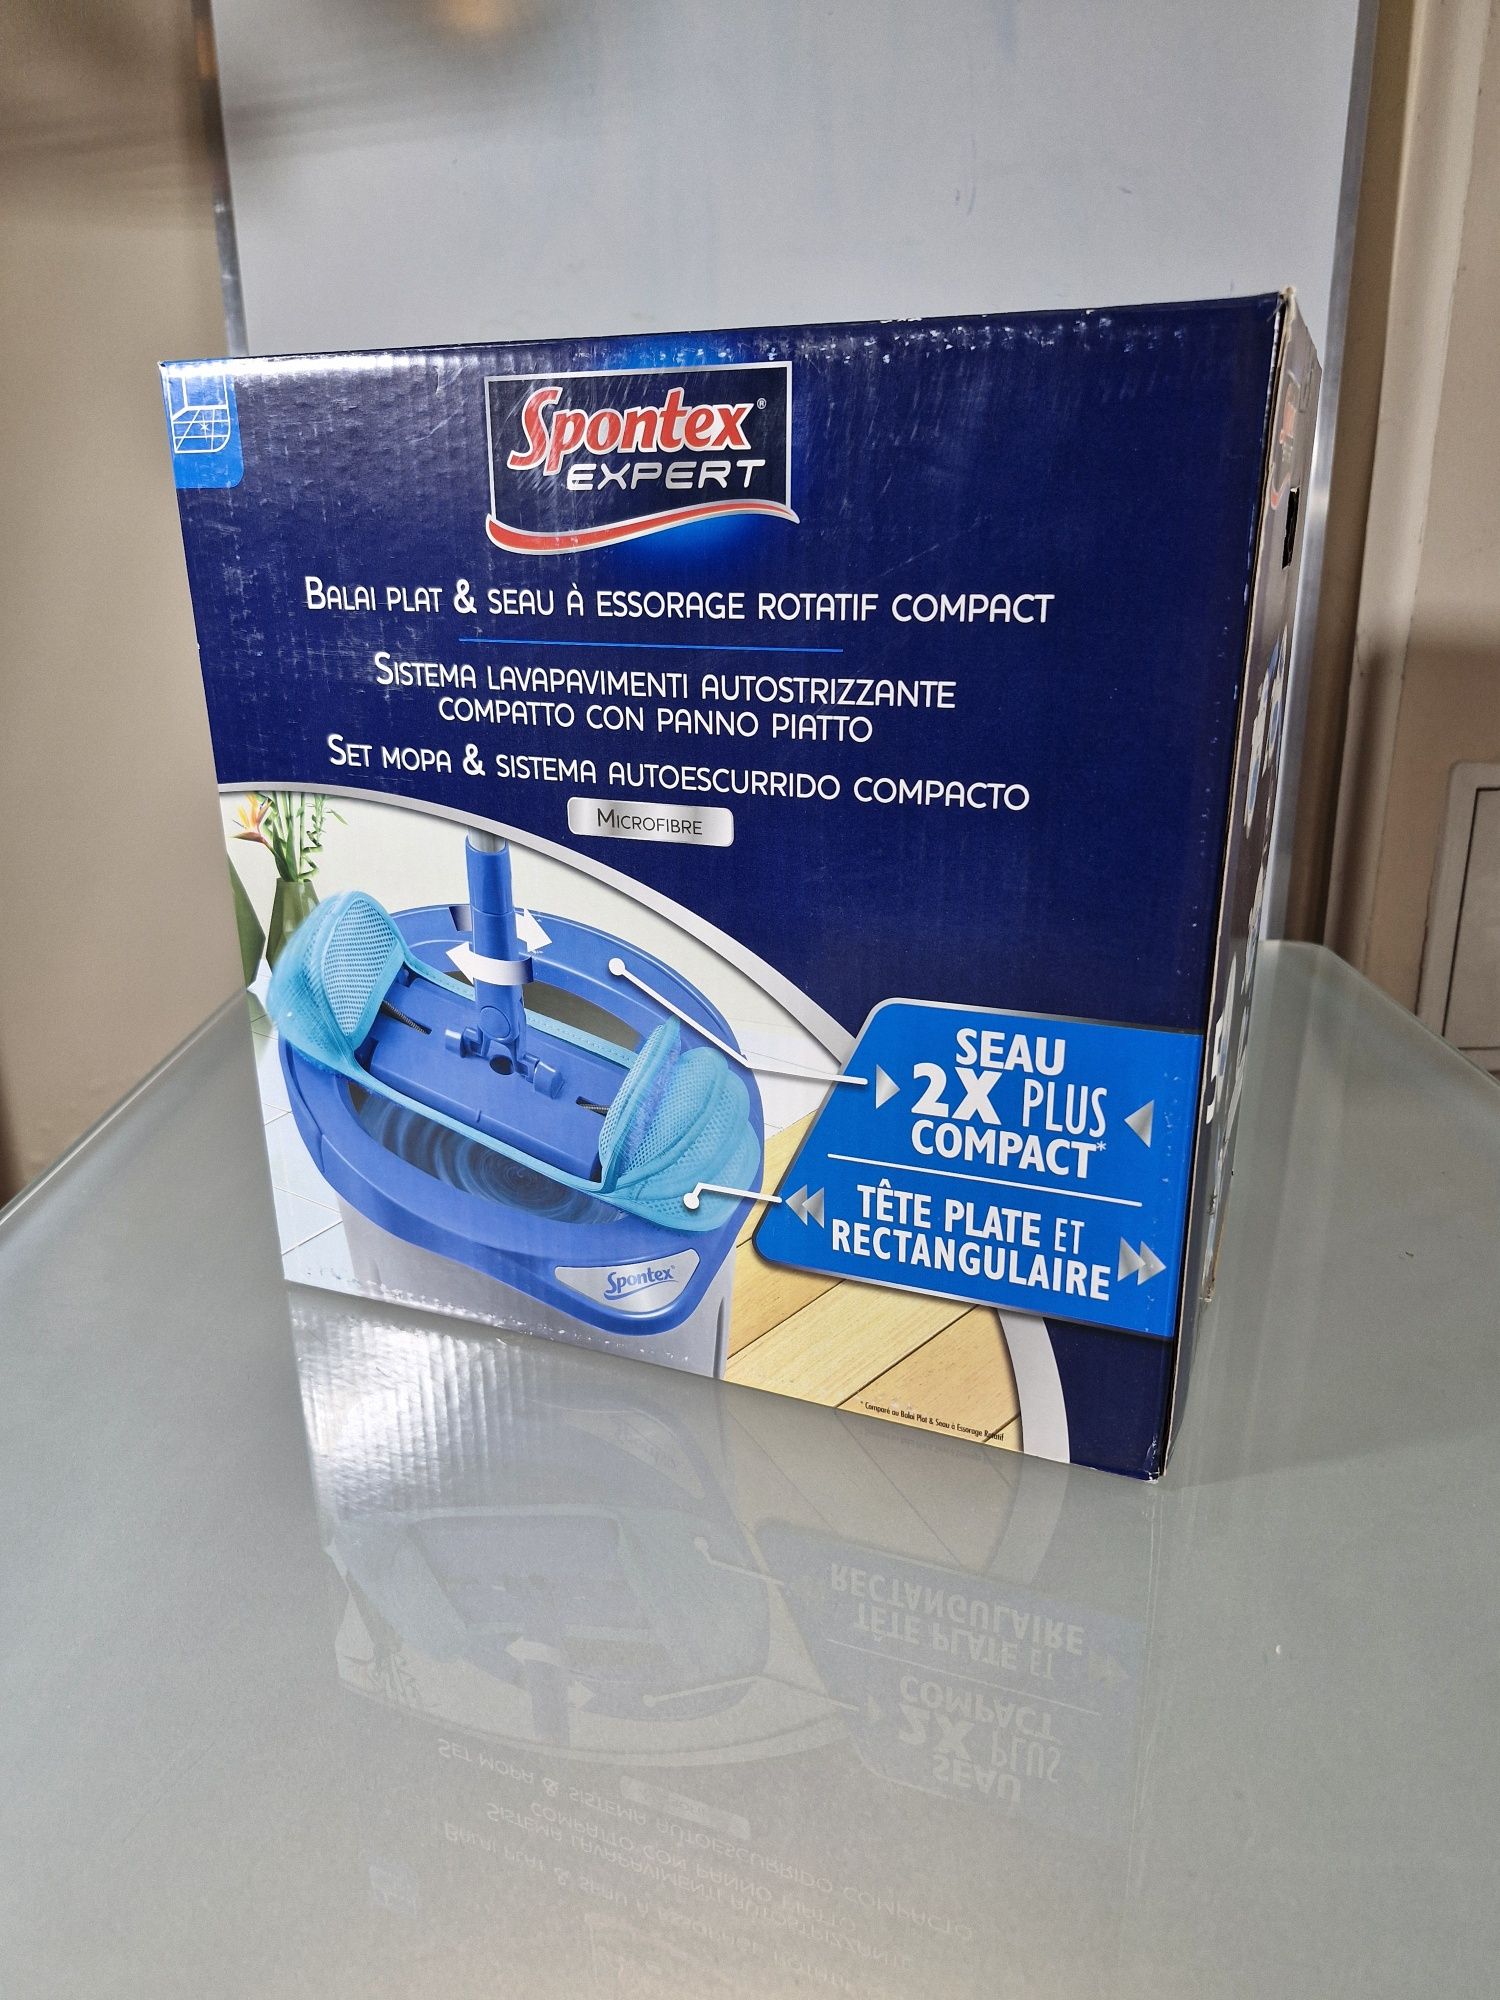 Spontex®
EXPERT
BALAI PLAT & SEAU À ESSORAGE ROTATIF COMPACT
SISTEMA LAVAPAVIMENTI AUTOSTRIZZANTE
COMPATTO CON PANNO PIATTO
SET MOPA & SISTEMA AUTOESCURRIDO COMPACTO
MICROFIBRE
SEAU
2X PLUS
COMPACT*
TÊTE PLATE ET
RECTANGULAIRE
Spontex®
* Comparé au Balai Plat & Seau à Essorage Rotatif